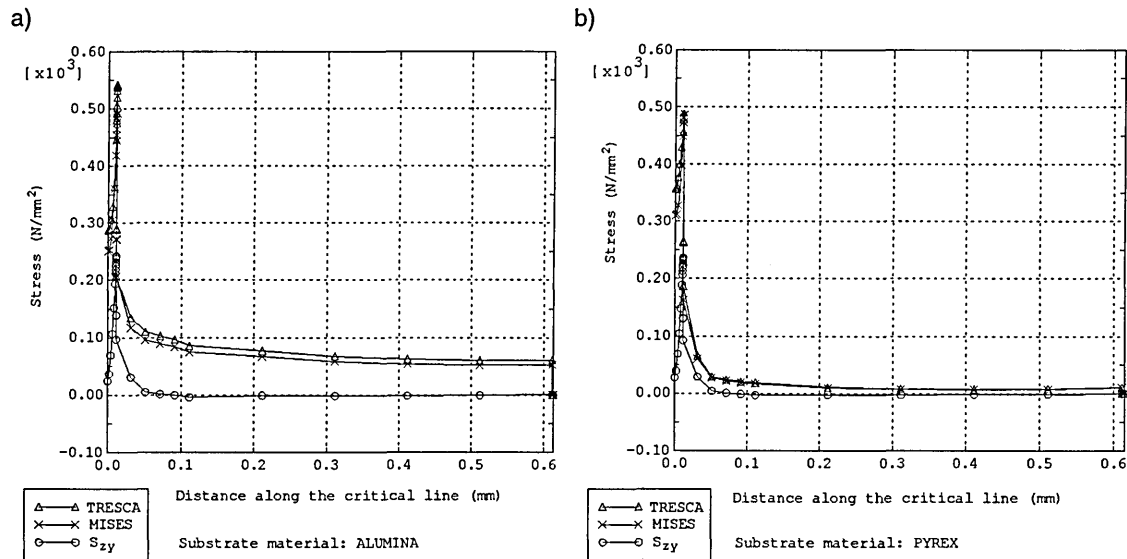 a)
0.60
[ x10³]
0.50
0.40
0.30
0.20
0.10
0.00
-0.10
Stress (N/mm²)
0.0 0.1 0.2 0.3 0.4 0.5 0.6
Distance along the critical line (mm)
TRESCA
MISES
Szy
Substrate material: ALUMINA
b)
0.60
[ x10³]
0.50
0.40
0.30
0.20
0.10
0.00
-0.10
Stress (N/mm²)
0.0 0.1 0.2 0.3 0.4 0.5 0.6
Distance along the critical line (mm)
TRESCA
MISES
Szy
Substrate material: PYREX